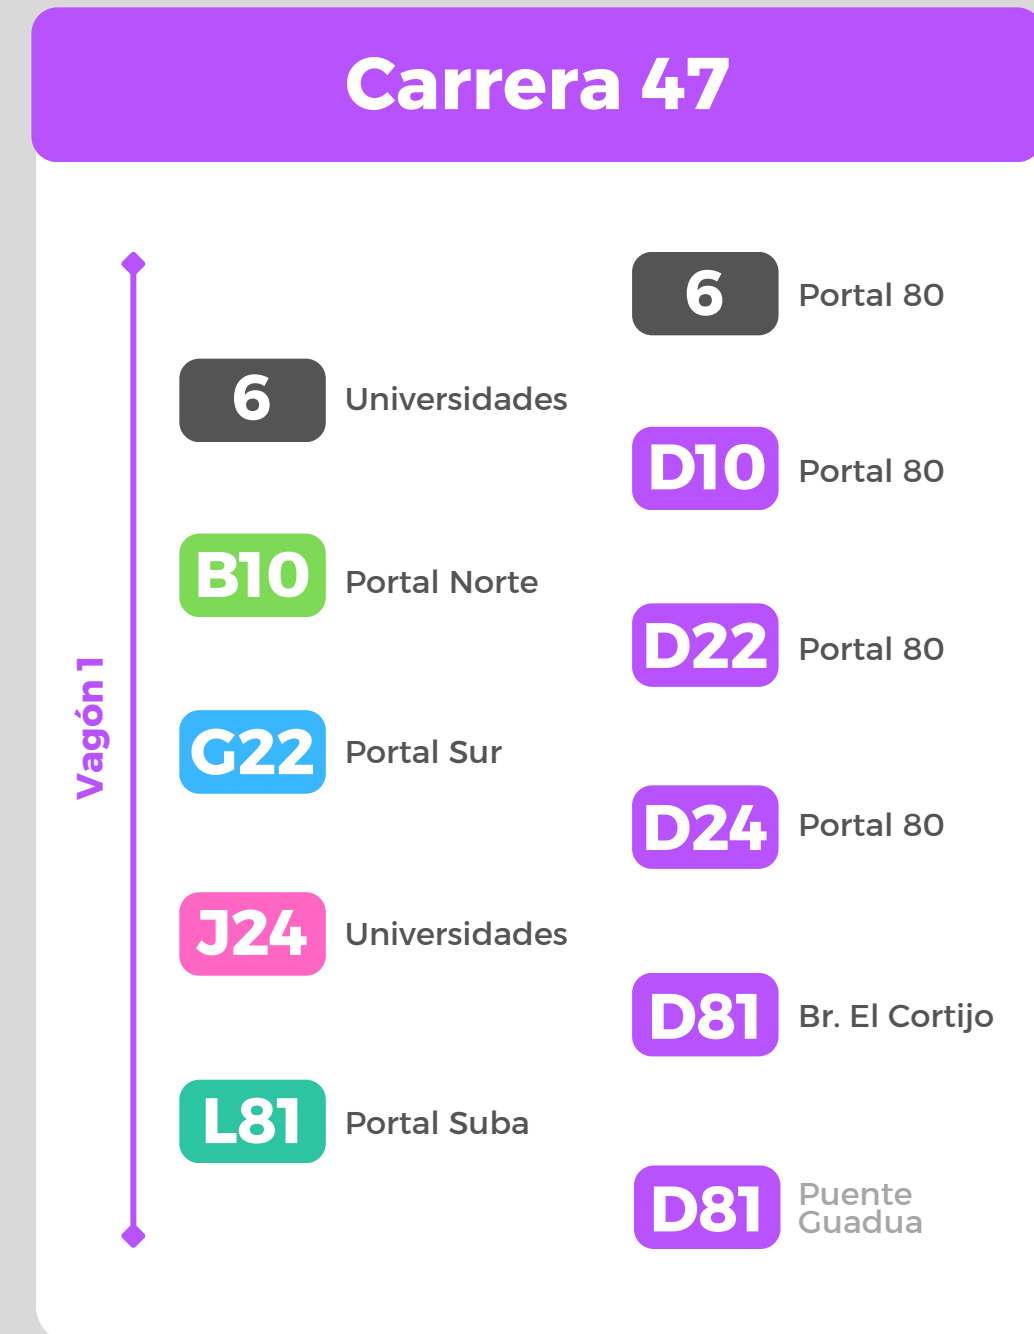 Carrera 47
Vagón 1
6 Universidades
B10 Portal Norte
G22 Portal Sur
J24 Universidades
L81 Portal Suba
6 Portal 80
D10 Portal 80
D22 Portal 80
D24 Portal 80
D81 Br. El Cortijo
D81 Puente
Guadua